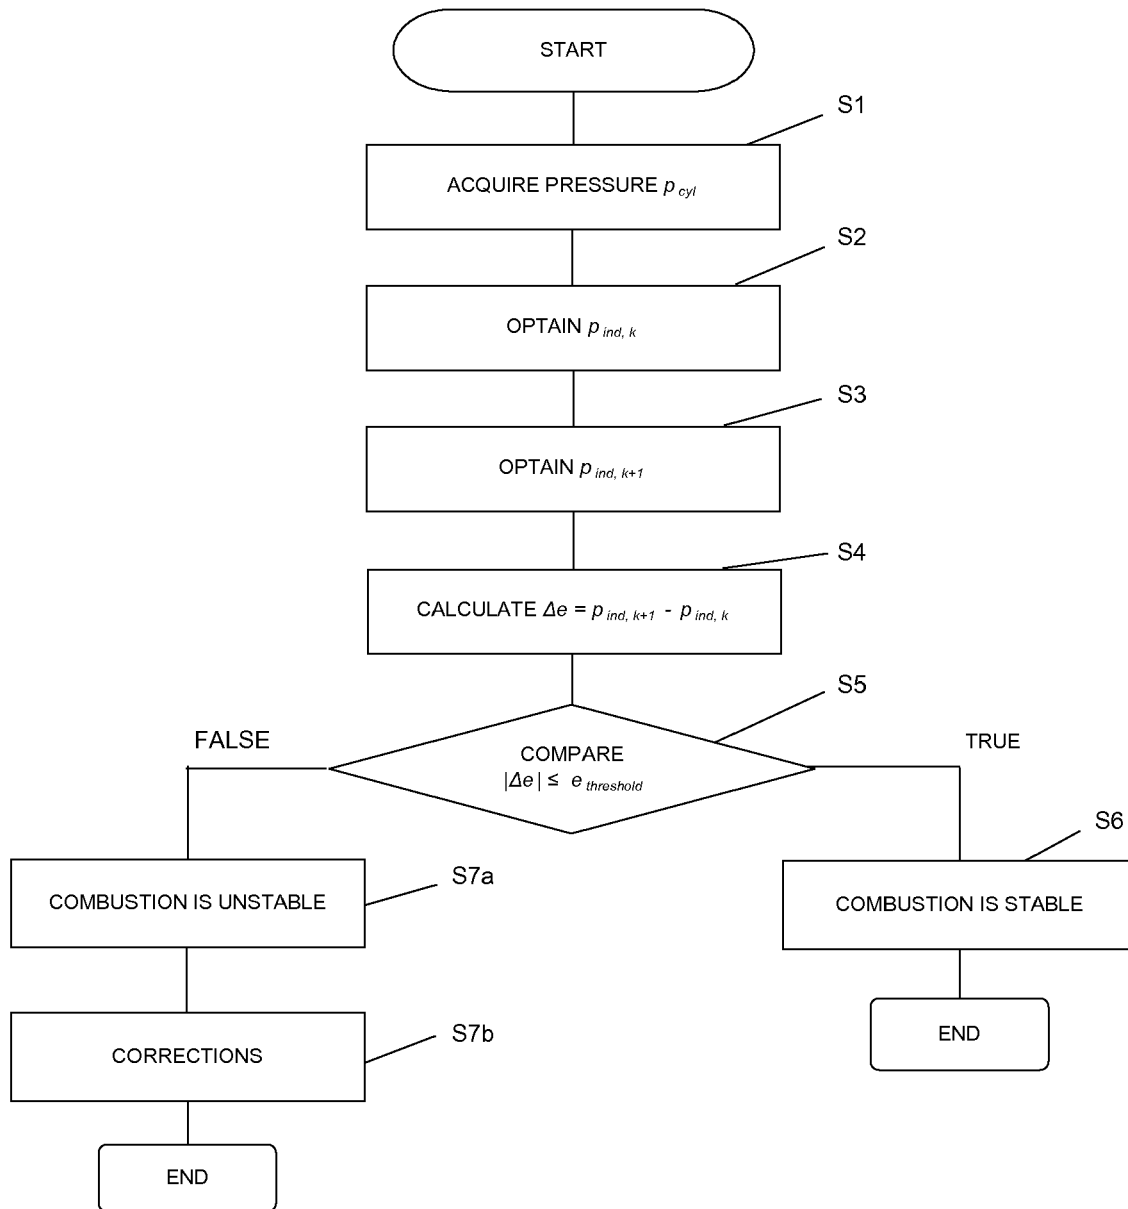 START
S1
ACQUIRE PRESSURE p cyl
S2
OPTAIN p ind, k
S3
OPTAIN p ind, k+1
S4
CALCULATE Δe = p ind, k+1 - p ind, k
S5
FALSE
TRUE
COMPARE
|Δe| ≤ e threshold
S6
S7a
COMBUSTION IS UNSTABLE
COMBUSTION IS STABLE
S7b
END
CORRECTIONS
END